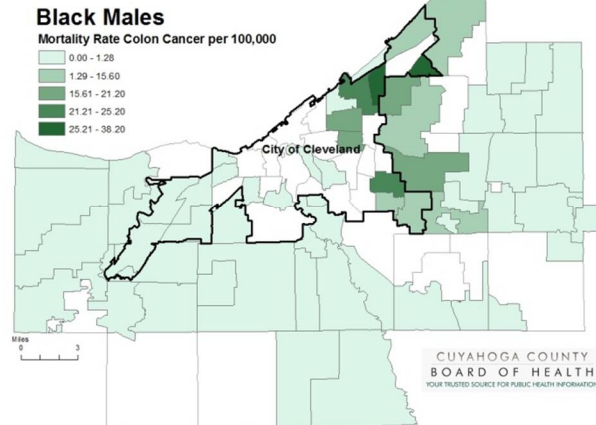 Black Males
Mortality Rate Colon Cancer per 100,000
0.00 - 1.28
1.29 - 15.60
15.61 - 21.20
21.21 - 25.20
25.21 - 38.20
City of Cleveland
Miles
0 3
CUYAHOGA COUNTY
BOARD OF HEALTH
YOUR TRUSTED SOURCE FOR PUBLIC HEALTH INFORMATION